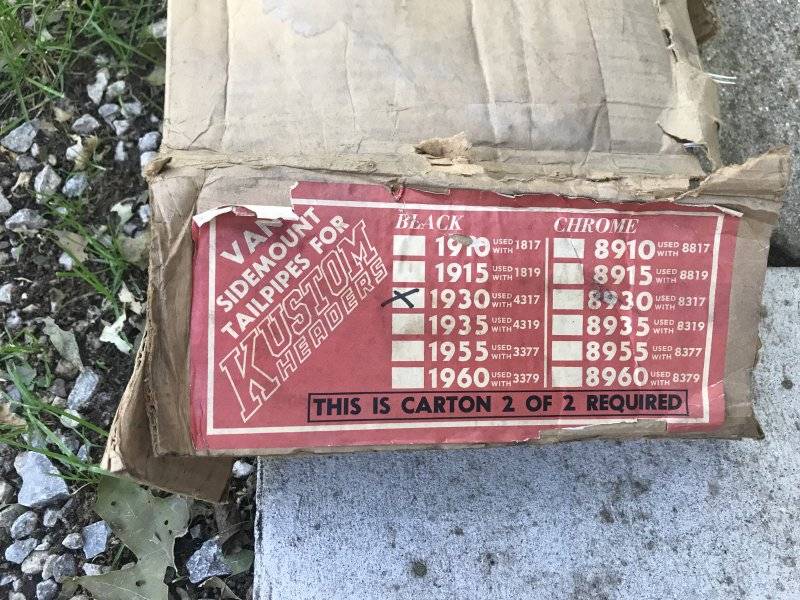 VAN
SIDEMOUNT
TAILPIPES FOR
KUSTOM
HEADERS
BLACK
1910 USED WITH 1817
1915 USED WITH 1819
X 1930 USED WITH 4317
1935 USED WITH 4319
1955 USED WITH 3377
1960 USED WITH 3379
CHROME
8910 USED WITH 8817
8915 USED WITH 8819
8930 USED WITH 8317
8935 USED WITH 8319
8955 USED WITH 8377
8960 USED WITH 8379
THIS IS CARTON 2 OF 2 REQUIRED